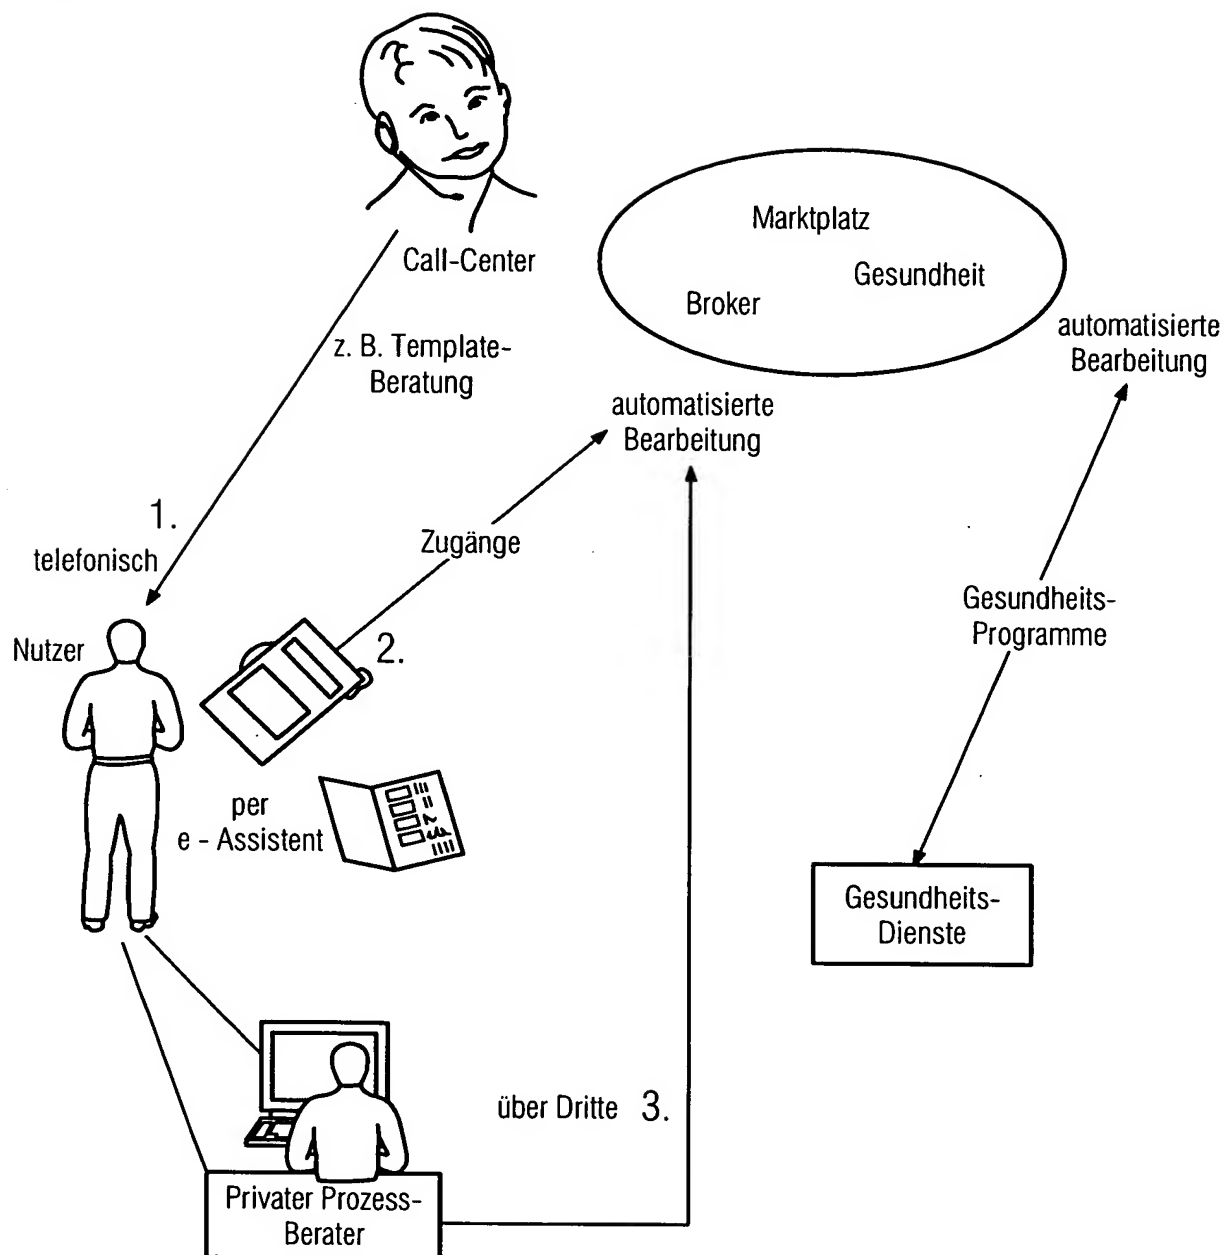 Call-Center
Marktplatz
Gesundheit
Broker
z. B. Template-
Beratung
automatisierte
Bearbeitung
automatisierte
Bearbeitung
1.
telefonisch
Zugänge
Nutzer
2.
Gesundheits-
Programme
per
e - Assistent
Gesundheits-
Dienste
über Dritte 3.
Privater Prozess-
Berater